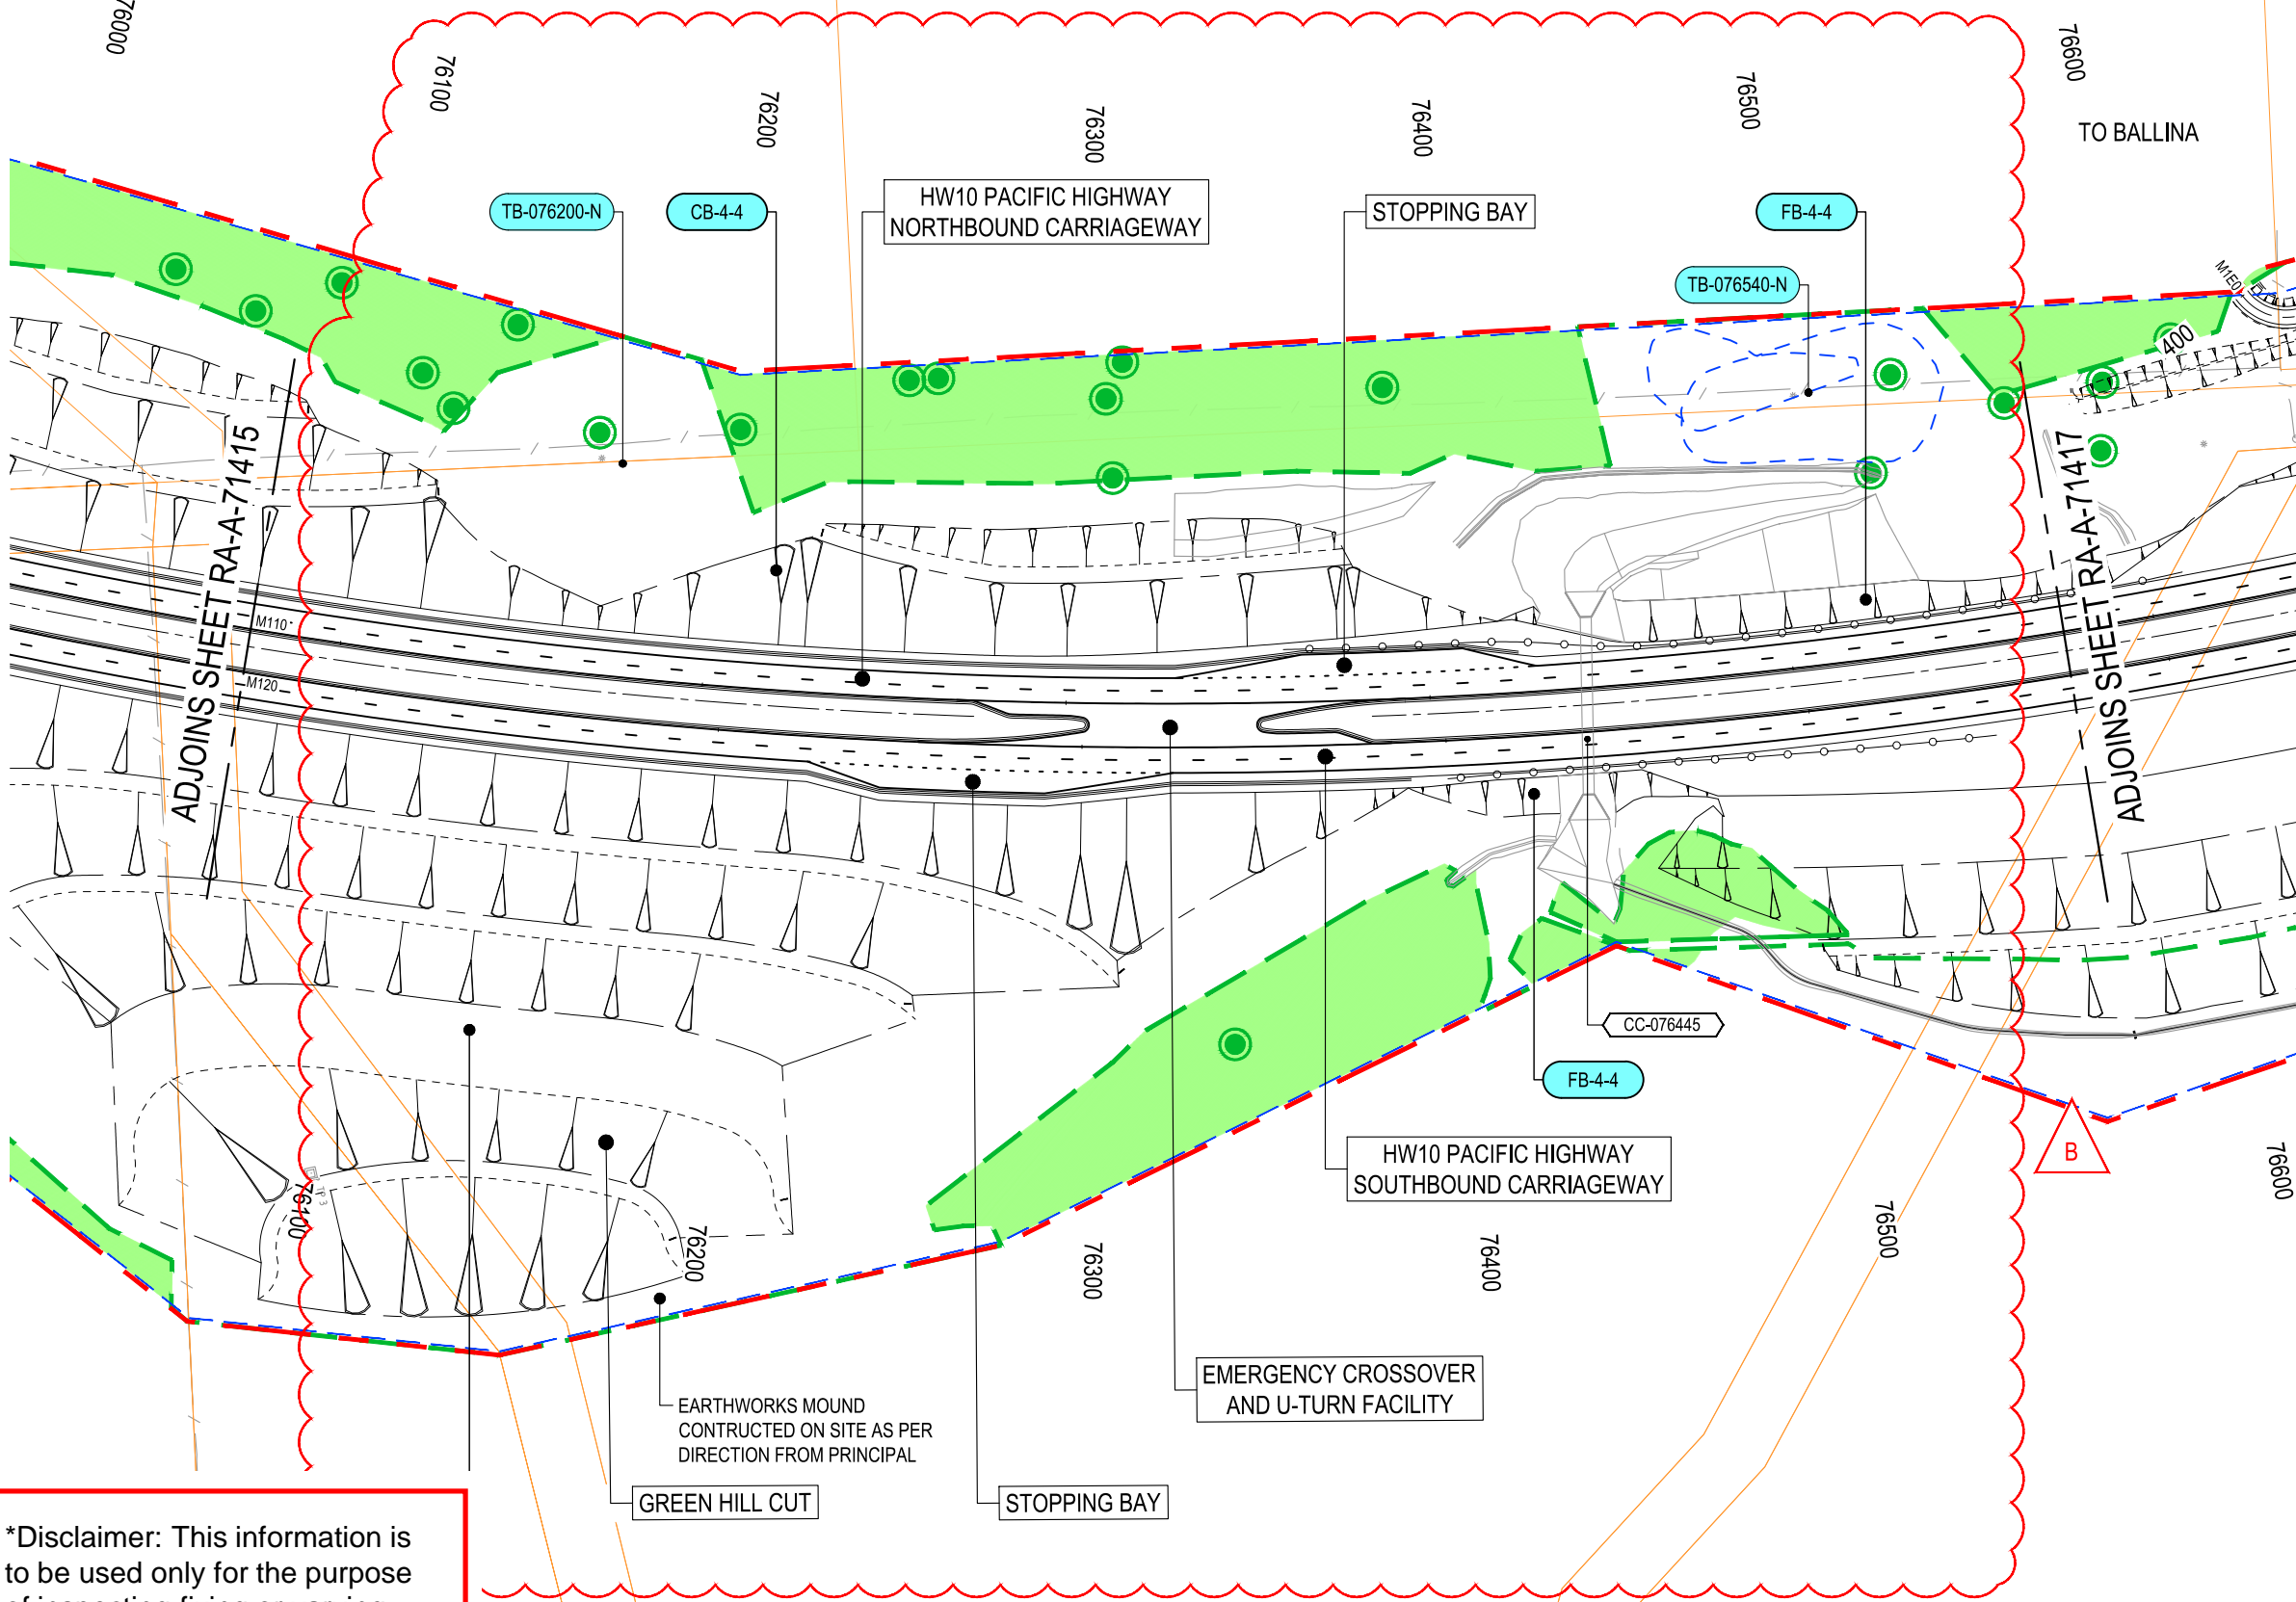 76000
76100
76200
76300
76400
76500
76600
TO BALLINA
TB-076200-N
CB-4-4
HW10 PACIFIC HIGHWAY
NORTHBOUND CARRIAGEWAY
STOPPING BAY
FB-4-4
TB-076540-N
M1E0
400
ADJOINS SHEET RA-A-71415
M110
M120
ADJOINS SHEET RA-A-71417
CC-076445
FB-4-4
HW10 PACIFIC HIGHWAY
SOUTHBOUND CARRIAGEWAY
B
TP 3
76100
76200
76300
76400
76500
76600
EMERGENCY CROSSOVER
AND U-TURN FACILITY
EARTHWORKS MOUND
CONTRUCTED ON SITE AS PER
DIRECTION FROM PRINCIPAL
GREEN HILL CUT
STOPPING BAY
*Disclaimer: This information is
to be used only for the purpose